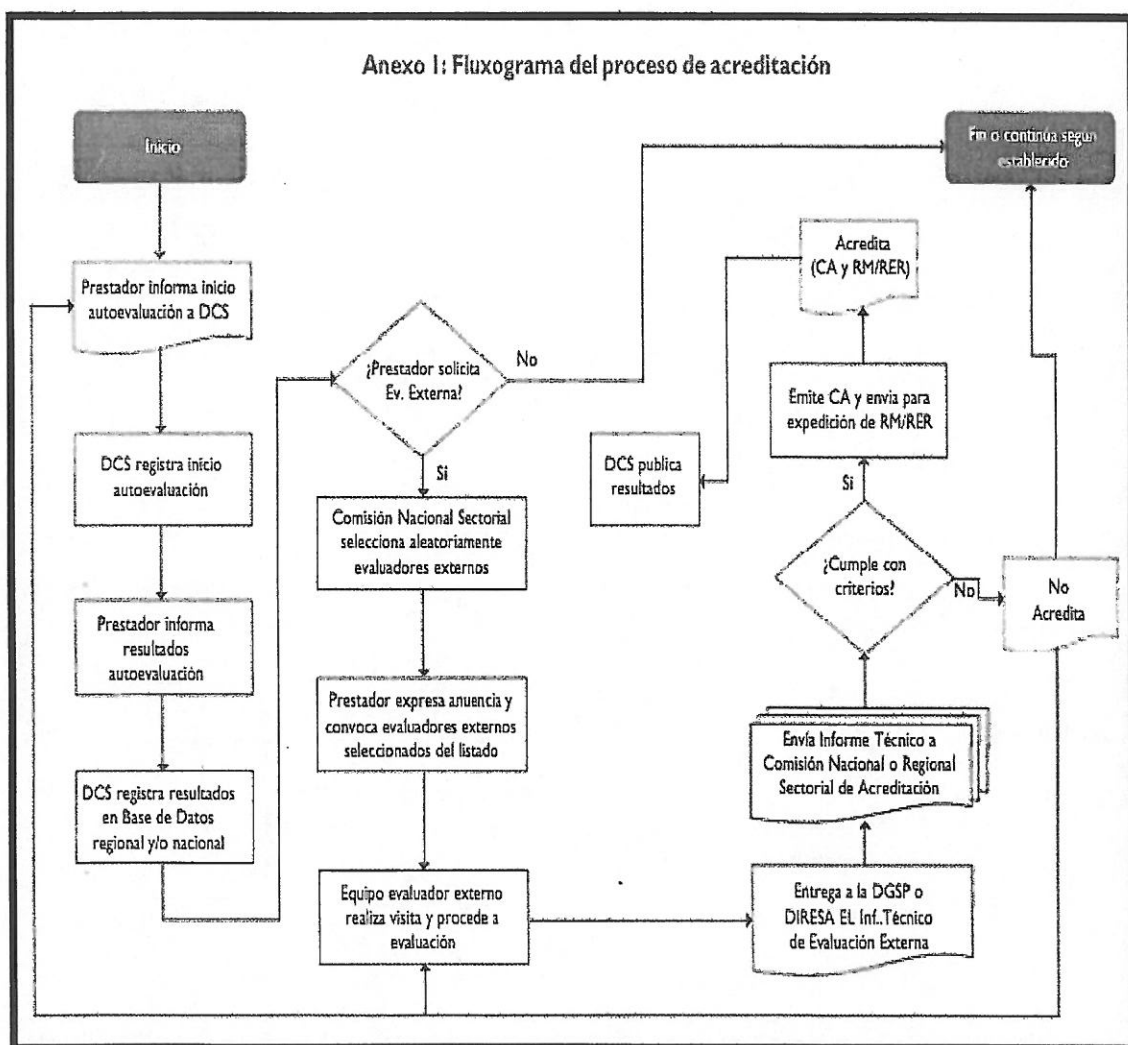 Anexo 1: Fluxograma del proceso de acreditación
Inicio
Prestador informa inicio
autoevaluación a DCS
DCS registra inicio
autoevaluación
Prestador informa
resultados
autoevaluación
DCS registra resultados
en Base de Datos
regional y/o nacional
¿Prestador solicita
Ev. Externa?
No
Si
Comisión Nacional Sectorial
selecciona aleatoriamente
evaluadores externos
Prestador expresa anuencia y
convoca evaluadores externos
seleccionados del listado
Equipo evaluador externo
realiza visita y procede a
evaluación
Entrega a la DGSP o
DIRESA EL Inf..Técnico
de Evaluación Externa
Envía Informe Técnico a
Comisión Nacional o Regional
Sectorial de Acreditación
¿Cumple con
criterios?
No
No
Acredita
Si
Emite CA y envia para
expedición de RM/RER
Acredita
(CA y RM/RER)
DCS publica
resultados
Fin o continua segun
establecido